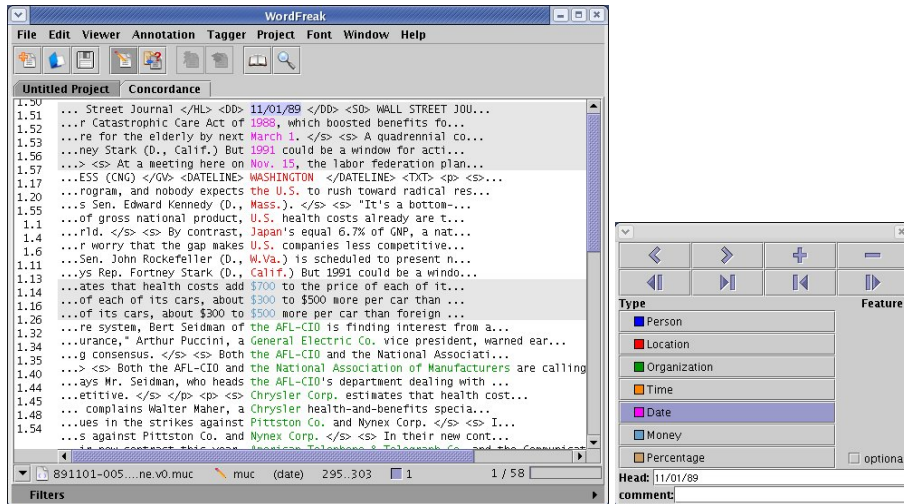 WordFreak
File Edit Viewer Annotation Tagger Project Font Window Help
Untitled Project Concordance
1.50 ... Street Journal </HL> <DD> 11/01/89 </DD> <SO> WALL STREET JOU...
1.51 ...r Catastrophic Care Act of 1988, which boosted benefits fo...
1.52 ...re for the elderly by next March 1. </s> <s> A quadrennial co...
1.53 ...ney Stark (D., Calif.) But 1991 could be a window for acti...
1.56 ...> <s> At a meeting here on Nov. 15, the labor federation plan...
1.57 ...ESS (CNG) </GV> <DATELINE> WASHINGTON </DATELINE> <TXT> <p> <s>...
1.17 ...rogram, and nobody expects the U.S. to rush toward radical res...
1.20 ...s Sen. Edward Kennedy (D., Mass.). </s> <s> "It's a bottom-...
1.55 ...of gross national product, U.S. health costs already are t...
1.1 ...rld. </s> <s> By contrast, Japan's equal 6.7% of GNP, a nat...
1.4 ...r worry that the gap makes U.S. companies less competitive...
1.6 ...Sen. John Rockefeller (D., W.Va.) is scheduled to present n...
1.11 ...ys Rep. Fortney Stark (D., Calif.) But 1991 could be a windo...
1.13 ...ates that health costs add $700 to the price of each of it...
1.14 ...of each of its cars, about $300 to $500 more per car than ...
1.16 ...of its cars, about $300 to $500 more per car than foreign ...
1.26 ...re system, Bert Seidman of the AFL-CIO is finding interest from a...
1.32 ...urance," Arthur Puccini, a General Electric Co. vice president, warned ear...
1.34 ...g consensus. </s> <s> Both the AFL-CIO and the National Associati...
1.35 ...> <s> Both the AFL-CIO and the National Association of Manufacturers are calling
1.40 ...ays Mr. Seidman, who heads the AFL-CIO's department dealing with ...
1.44 ...etitive. </s> </p> <p> <s> Chrysler Corp. estimates that health cost...
1.45 ... complains Walter Maher, a Chrysler health-and-benefits specia...
1.48 ...ues in the strikes against Pittston Co. and Nynex Corp. </s> <s> I...
1.54 ...s against Pittston Co. and Nynex Corp. </s> <s> In their new cont...
...ir new contract this year, American Telephone & Telegraph Co. and the Communicat
891101-005....ne.v0.muc muc (date) 295..303 1 1 / 58
Filters
Type Feature
Person
Location
Organization
Time
Date
Money
Percentage
optiona
Head: 11/01/89
comment: